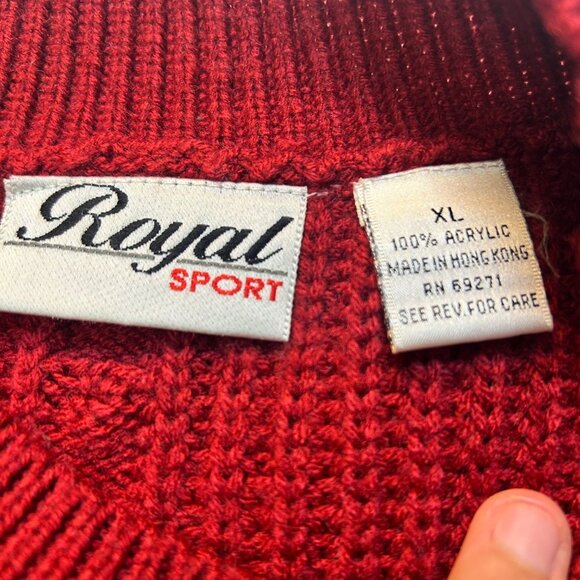 Royal
SPORT
XL
100% ACRYLIC
MADE IN HONG KONG
RN 69271
SEE REV. FOR CARE